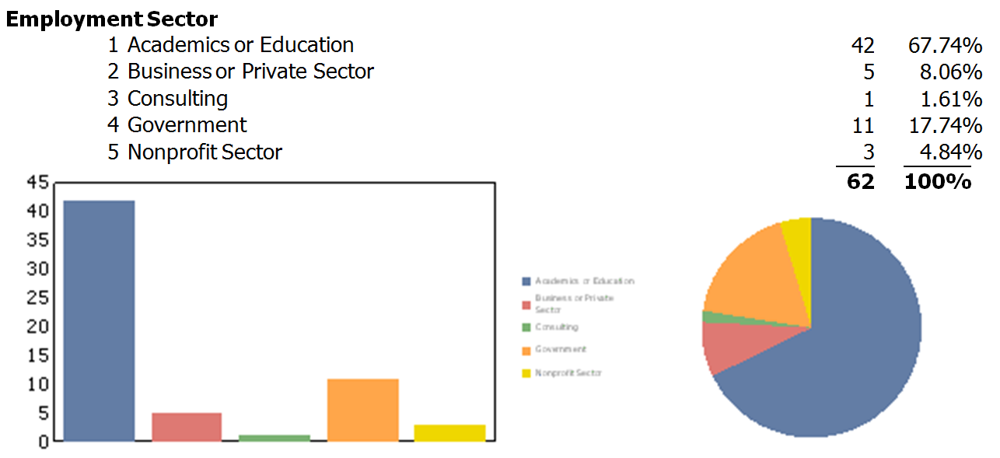 Employment Sector
1 Academics or Education 42 67.74%
2 Business or Private Sector 5 8.06%
3 Consulting 1 1.61%
4 Government 11 17.74%
5 Nonprofit Sector 3 4.84%
62 100%
45
40
35
30
25
20
15
10
5
0
Academics or Education
Business or Private
Sector
Consulting
Government
Nonprofit Sector